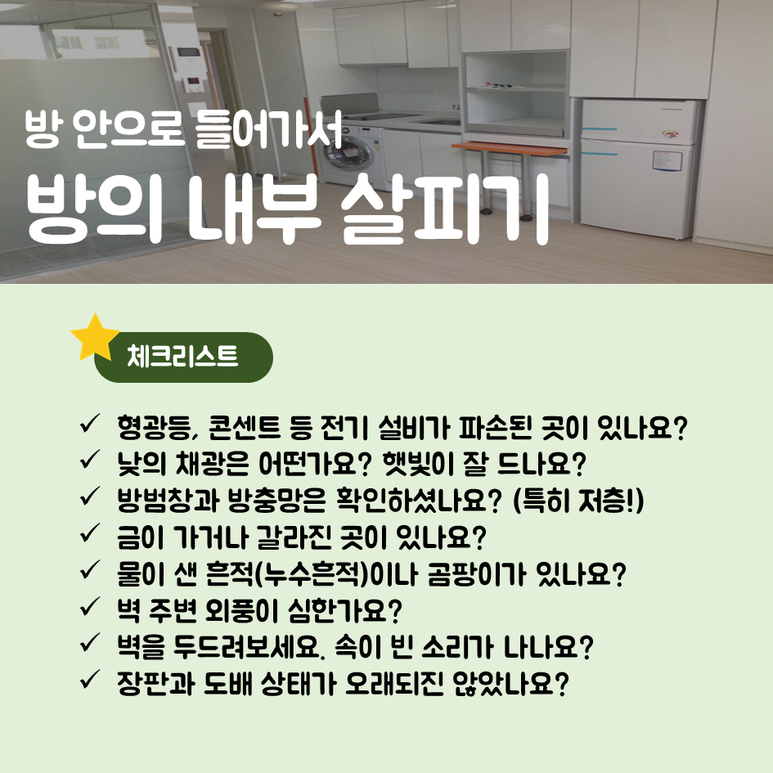 방 안으로 들어가서
방의 내부 살피기
체크리스트
✓ 형광등, 콘센트 등 전기 설비가 파손된 곳이 있나요?
✓ 낮의 채광은 어떤가요? 햇빛이 잘 드나요?
✓ 방범창과 방충망은 확인하셨나요? (특히 저층!)
✓ 금이 가거나 갈라진 곳이 있나요?
✓ 물이 샌 흔적(누수흔적)이나 곰팡이가 있나요?
✓ 벽 주변 외풍이 심한가요?
✓ 벽을 두드려보세요. 속이 빈 소리가 나나요?
✓ 장판과 도배 상태가 오래되진 않았나요?